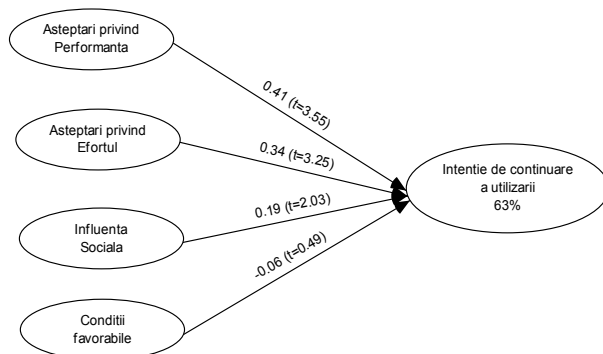 Asteptari privind
Performanta
0.41 (t=3.55)
Asteptari privind
Efortul
0.34 (t=3.25)
Intentie de continuare
a utilizarii
63%
Influenta
Sociala
0.19 (t=2.03)
-0.06 (t=0.49)
Conditii
favorabile